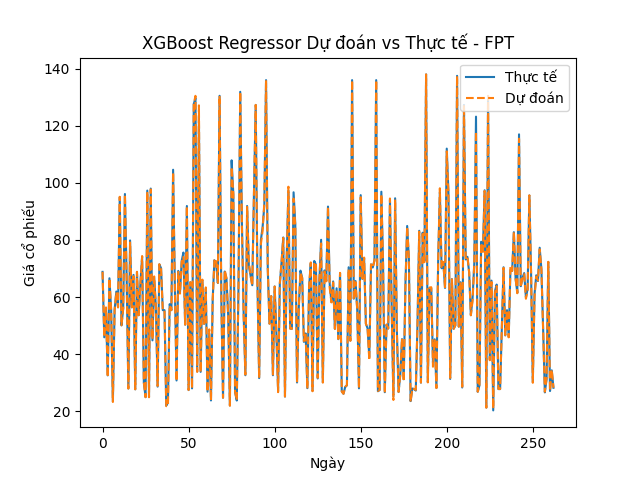 XGBoost Regressor Dự đoán vs Thực tế - FPT
Thực tế
Dự đoán
Giá cổ phiếu
140
120
100
80
60
40
20
0
50
100
150
200
250
Ngày